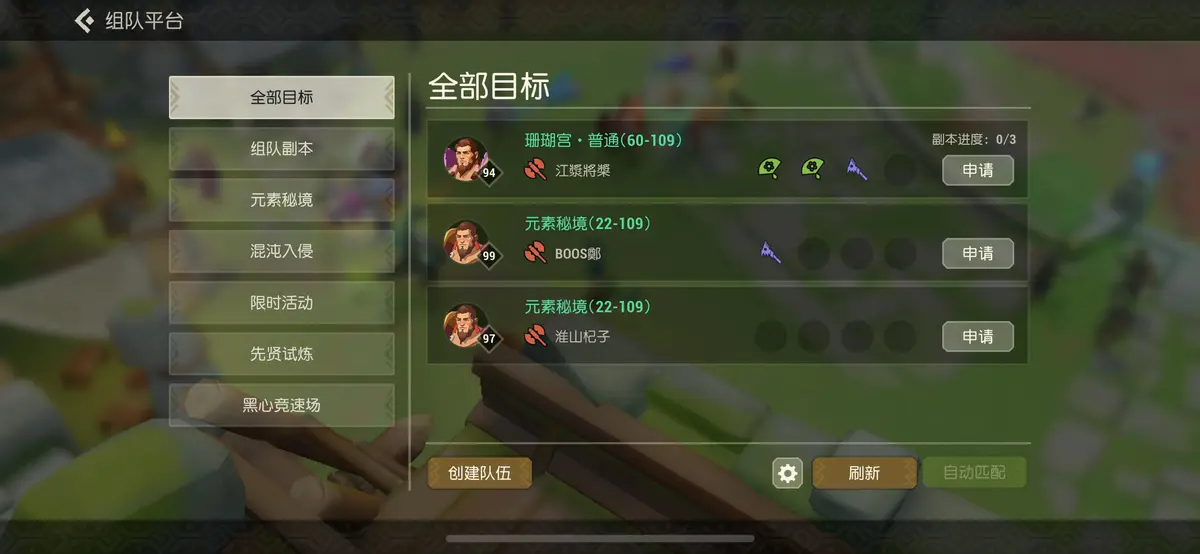 组队平台
全部目标
组队副本
元素秘境
混沌入侵
限时活动
先贤试炼
黑心竞速场
全部目标
珊瑚宫·普通(60-109)
副本进度: 0/3
94
江漿將槳
申请
元素秘境(22-109)
99
BOOS鄭
申请
元素秘境(22-109)
97
淮山杞子
申请
创建队伍
刷新
自动匹配